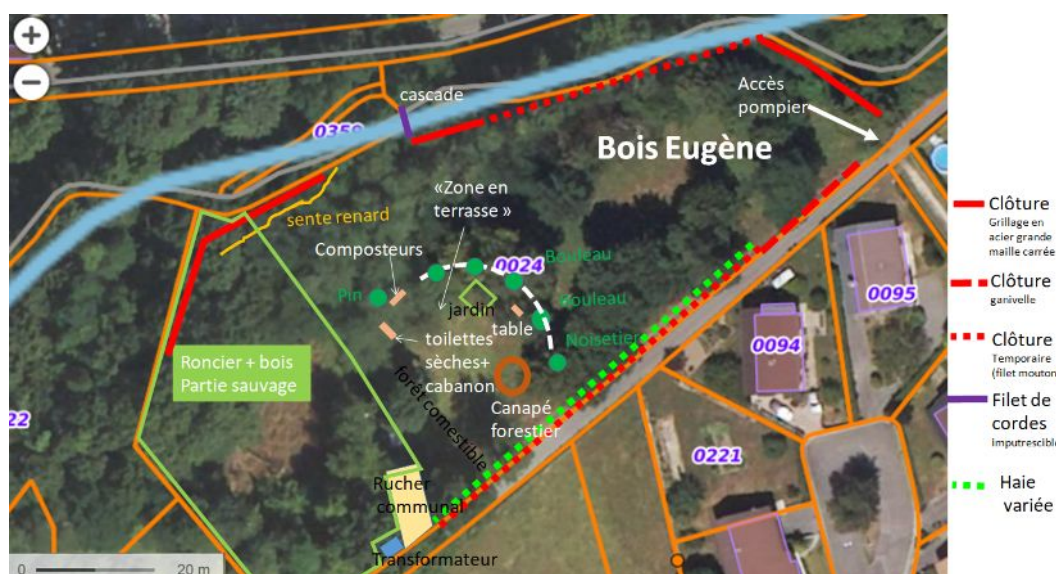 +
−
cascade
0359
Accès
pompier
Bois Eugène
«Zone en
terrasse »
sente renard
Composteurs
0024
Bouleau
Pin
jardin
Bouleau
table
toilettes
sèches+
cabanon
Noisetier
Roncier + bois
Partie sauvage
forêt comestible
Canapé
forestier
0095
0094
22
0221
Rucher
communal
Transformateur
0 20 m
Clôture
Grillage en
acier grande
maille carrée
Clôture
ganivelle
Clôture
Temporaire
(filet mouton
Filet de
cordes
imputrescible
Haie
variée